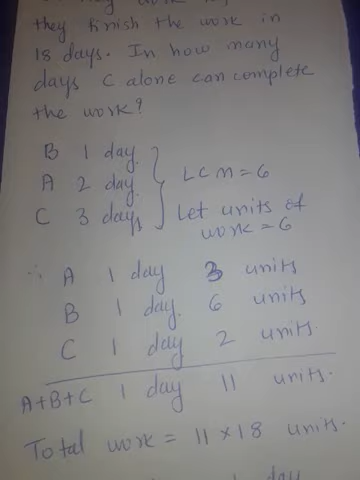 they finish the work in
18 days. In how many
days C alone can complete
the work?
B 1 day.
A 2 day.
C 3 days
LCM = 6
Let units of
work = 6
∴ A 1 day 3 units
B 1 day. 6 units
C 1 day 2 units.
A+B+C 1 day 11 units.
Total work = 11 × 18 units.
day